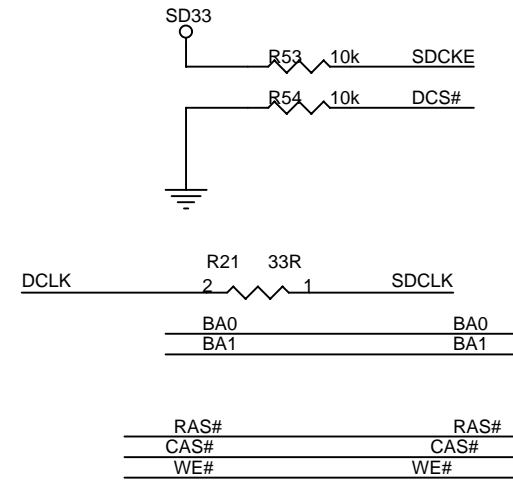 SD33
R53 10k SDCKE
R54 10k DCS#
R21 33R
DCLK 2 1 SDCLK
BA0 BA0
BA1 BA1
RAS# RAS#
CAS# CAS#
WE# WE#